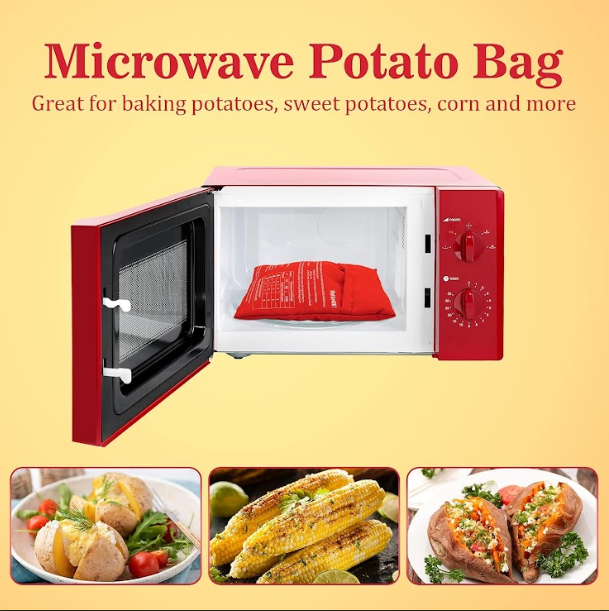 Microwave Potato Bag
Great for baking potatoes, sweet potatoes, corn and more